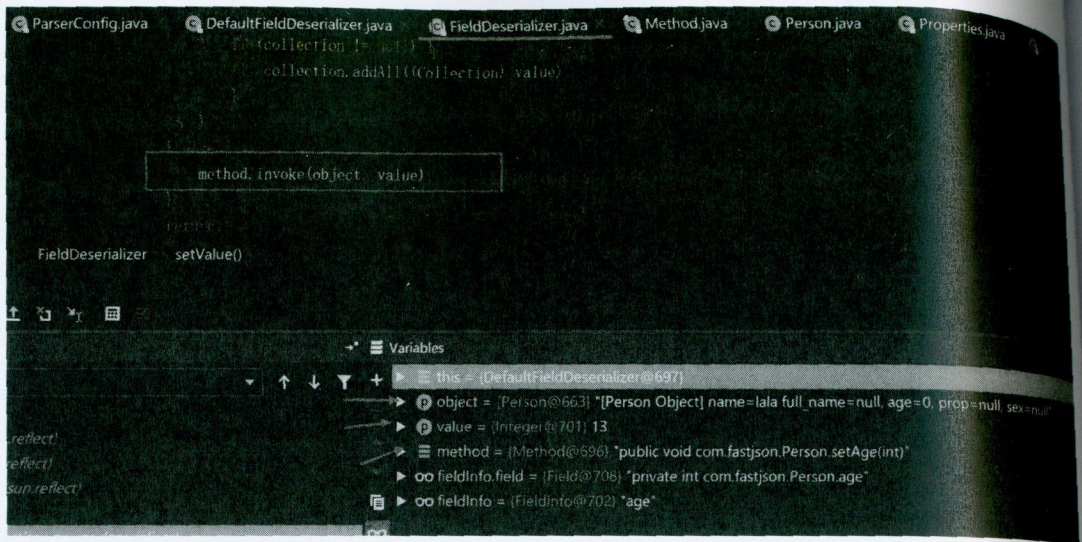 ParserConfig.java DefaultFieldDeserializer.java FieldDeserializer.java Method.java Person.java Properties.java
(collection !=
collection.addAll((Collection) value)
method.invoke(object value)
return
FieldDeserializer setValue()
Variables
this = {DefaultFieldDeserializer@697}
object = {Person@663} "[Person Object] name=lala full_name=null, age=0, prop=null, sex=null"
value = {Integer@701} 13
.reflect)
method = {Method@696} "public void com.fastjson.Person.setAge(int)"
reflect)
fieldInfo.field = {Field@708} "private int com.fastjson.Person.age"
sun.reflect)
fieldInfo = {FieldInfo@702} "age"